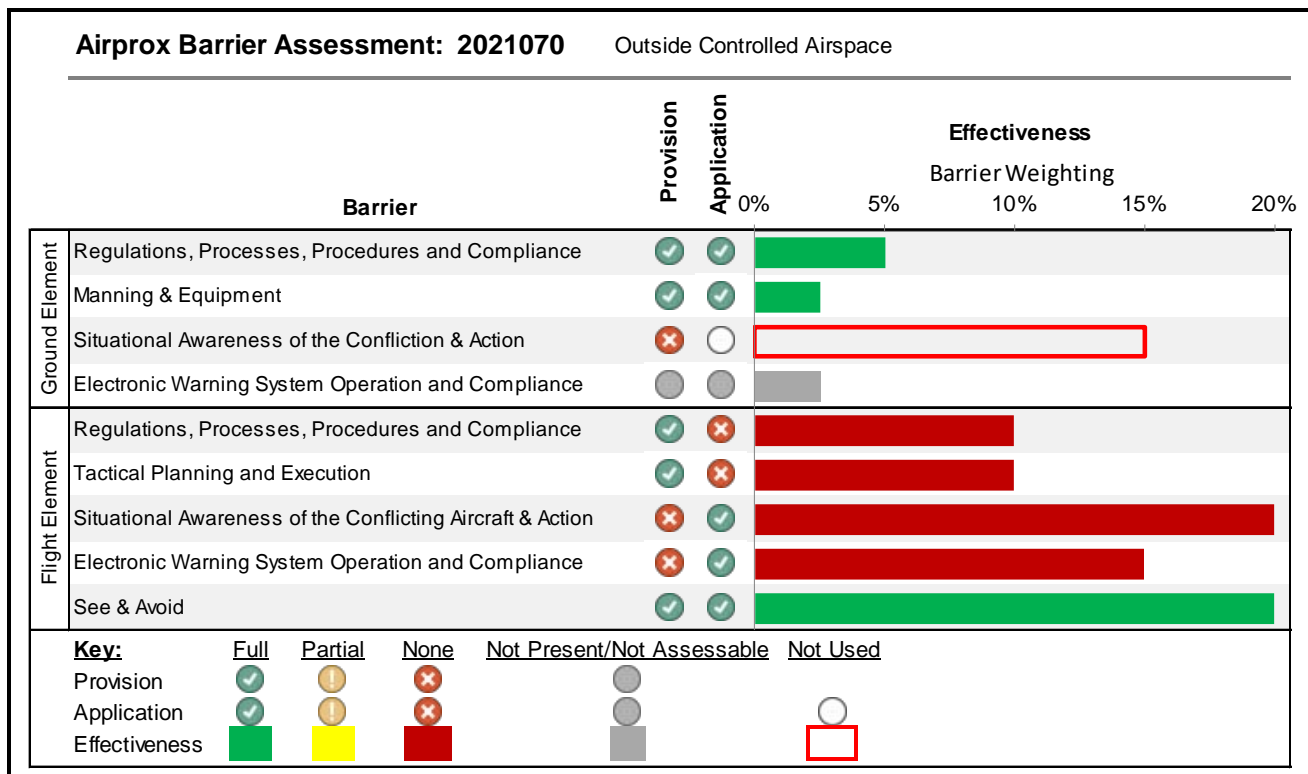 Airprox Barrier Assessment: 2021070 Outside Controlled Airspace
Barrier
Provision
Application
Effectiveness
Barrier Weighting
0% 5% 10% 15% 20%
Ground Element
Regulations, Processes, Procedures and Compliance
Manning & Equipment
Situational Awareness of the Confliction & Action
Electronic Warning System Operation and Compliance
Flight Element
Regulations, Processes, Procedures and Compliance
Tactical Planning and Execution
Situational Awareness of the Conflicting Aircraft & Action
Electronic Warning System Operation and Compliance
See & Avoid
Key: Full Partial None Not Present/Not Assessable Not Used
Provision
Application
Effectiveness